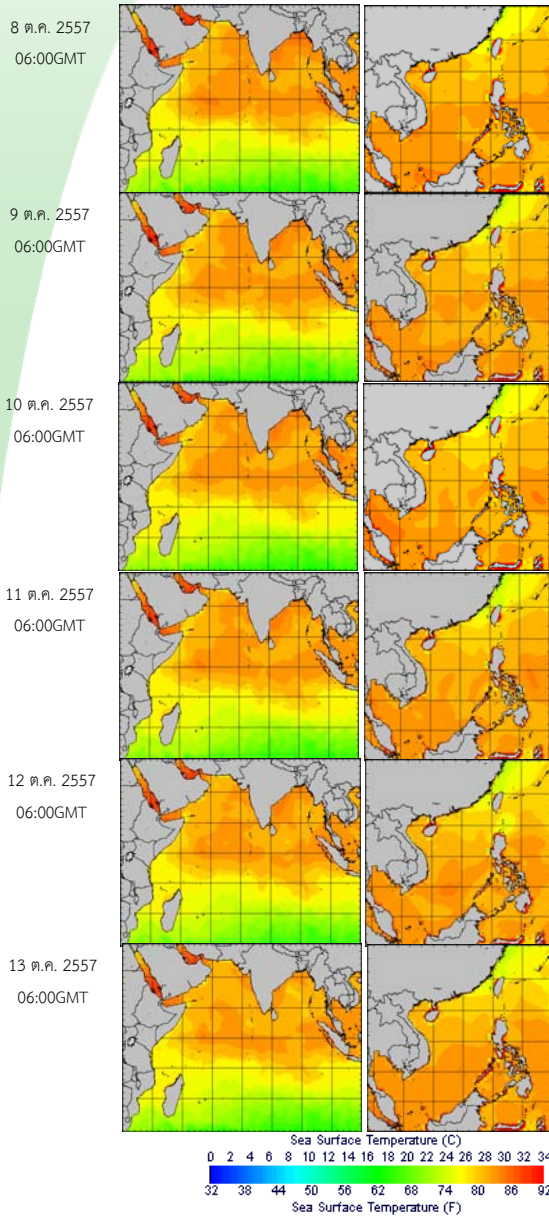 8 ต.ค. 2557
06:00GMT
9 ต.ค. 2557
06:00GMT
10 ต.ค. 2557
06:00GMT
11 ต.ค. 2557
06:00GMT
12 ต.ค. 2557
06:00GMT
13 ต.ค. 2557
06:00GMT
Sea Surface Temperature (C)
0 2 4 6 8 10 12 14 16 18 20 22 24 26 28 30 32 34
32 38 44 50 56 62 68 74 80 86 92
Sea Surface Temperature (F)